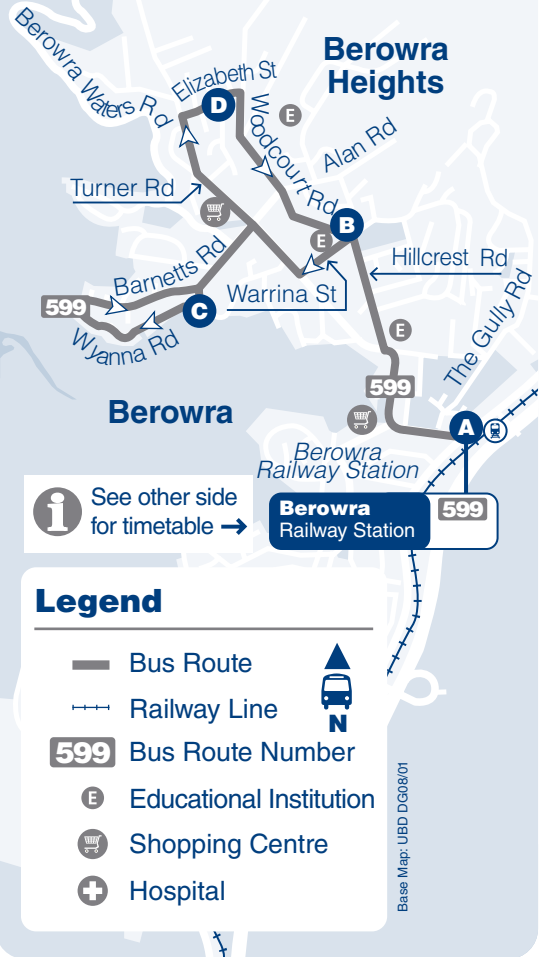 Berowra
Heights
Berowra Waters Rd
Elizabeth St
D
E
Woodcourt Rd
Alan Rd
Turner Rd
B
E
Hillcrest Rd
Barnetts Rd
Warrina St
599
C
Wyanna Rd
E
The Gully Rd
599
Berowra
A
Berowra
Railway Station
See other side
for timetable
Berowra
Railway Station
599
Legend
Bus Route
Railway Line
N
599 Bus Route Number
E Educational Institution
Shopping Centre
Hospital
Base Map: UBD DG08/01